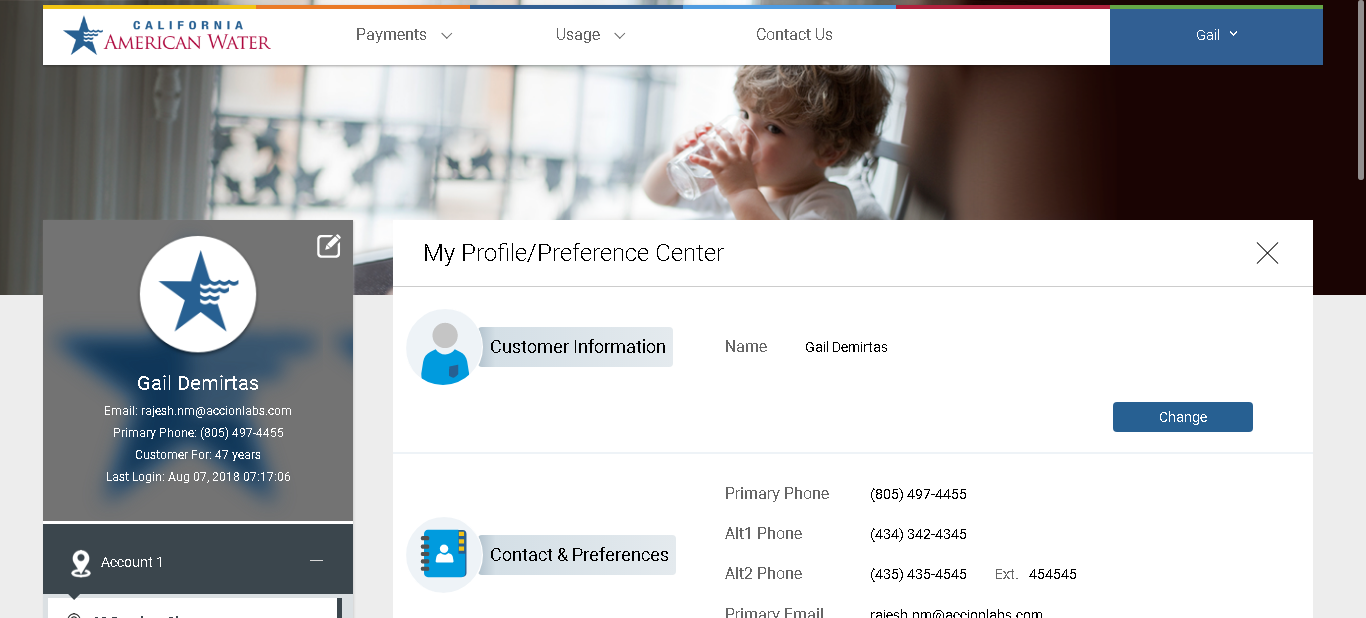 CALIFORNIA
AMERICAN WATER
Payments
Usage
Contact Us
Gail
My Profile/Preference Center
Gail Demirtas
Email: rajesh.nm@accionlabs.com
Primary Phone: (805) 497-4455
Customer For: 47 years
Last Login: Aug 07, 2018 07:17:06
Account 1
Customer Information
Name Gail Demirtas
Change
Contact & Preferences
Primary Phone (805) 497-4455
Alt1 Phone (434) 342-4345
Alt2 Phone (435) 435-4545 Ext. 454545
Primary Email rajesh.nm@accionlabs.com